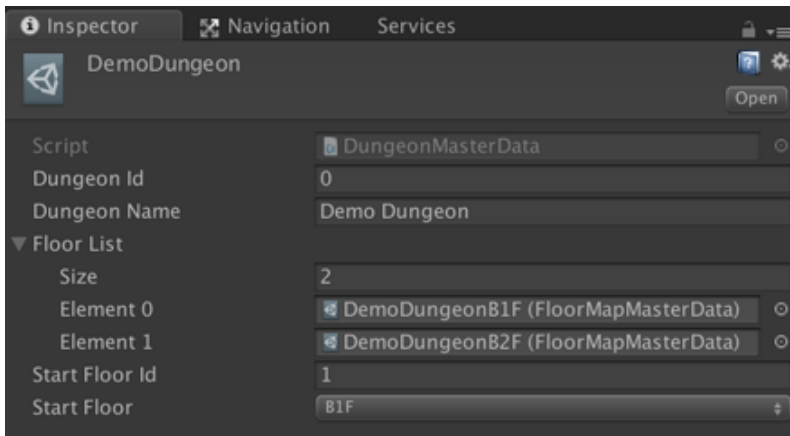 Inspector Navigation Services
DemoDungeon
Open
Script DungeonMasterData
Dungeon Id 0
Dungeon Name Demo Dungeon
Floor List
Size 2
Element 0 DemoDungeonB1F (FloorMapMasterData)
Element 1 DemoDungeonB2F (FloorMapMasterData)
Start Floor Id 1
Start Floor B1F